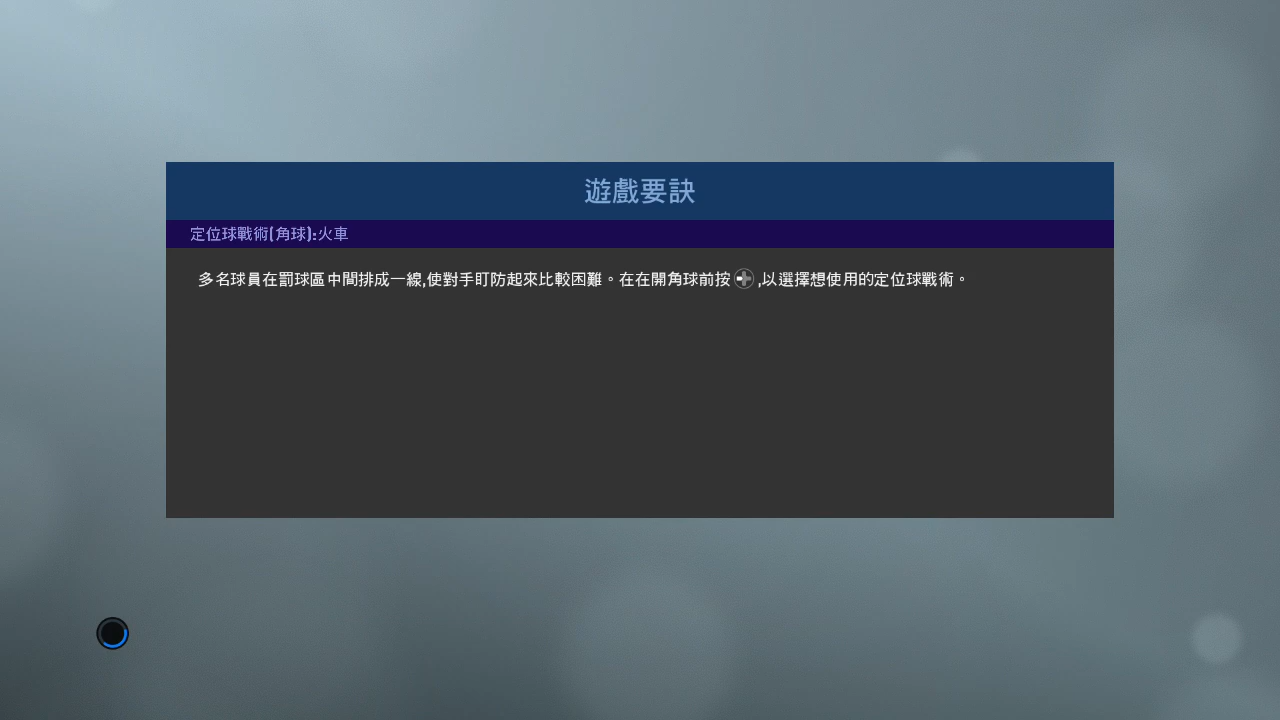 遊戲要訣
定位球戰術(角球):火車
多名球員在罰球區中間排成一線,使對手盯防起來比較困難。在在開角球前按 ,以選擇想使用的定位球戰術。